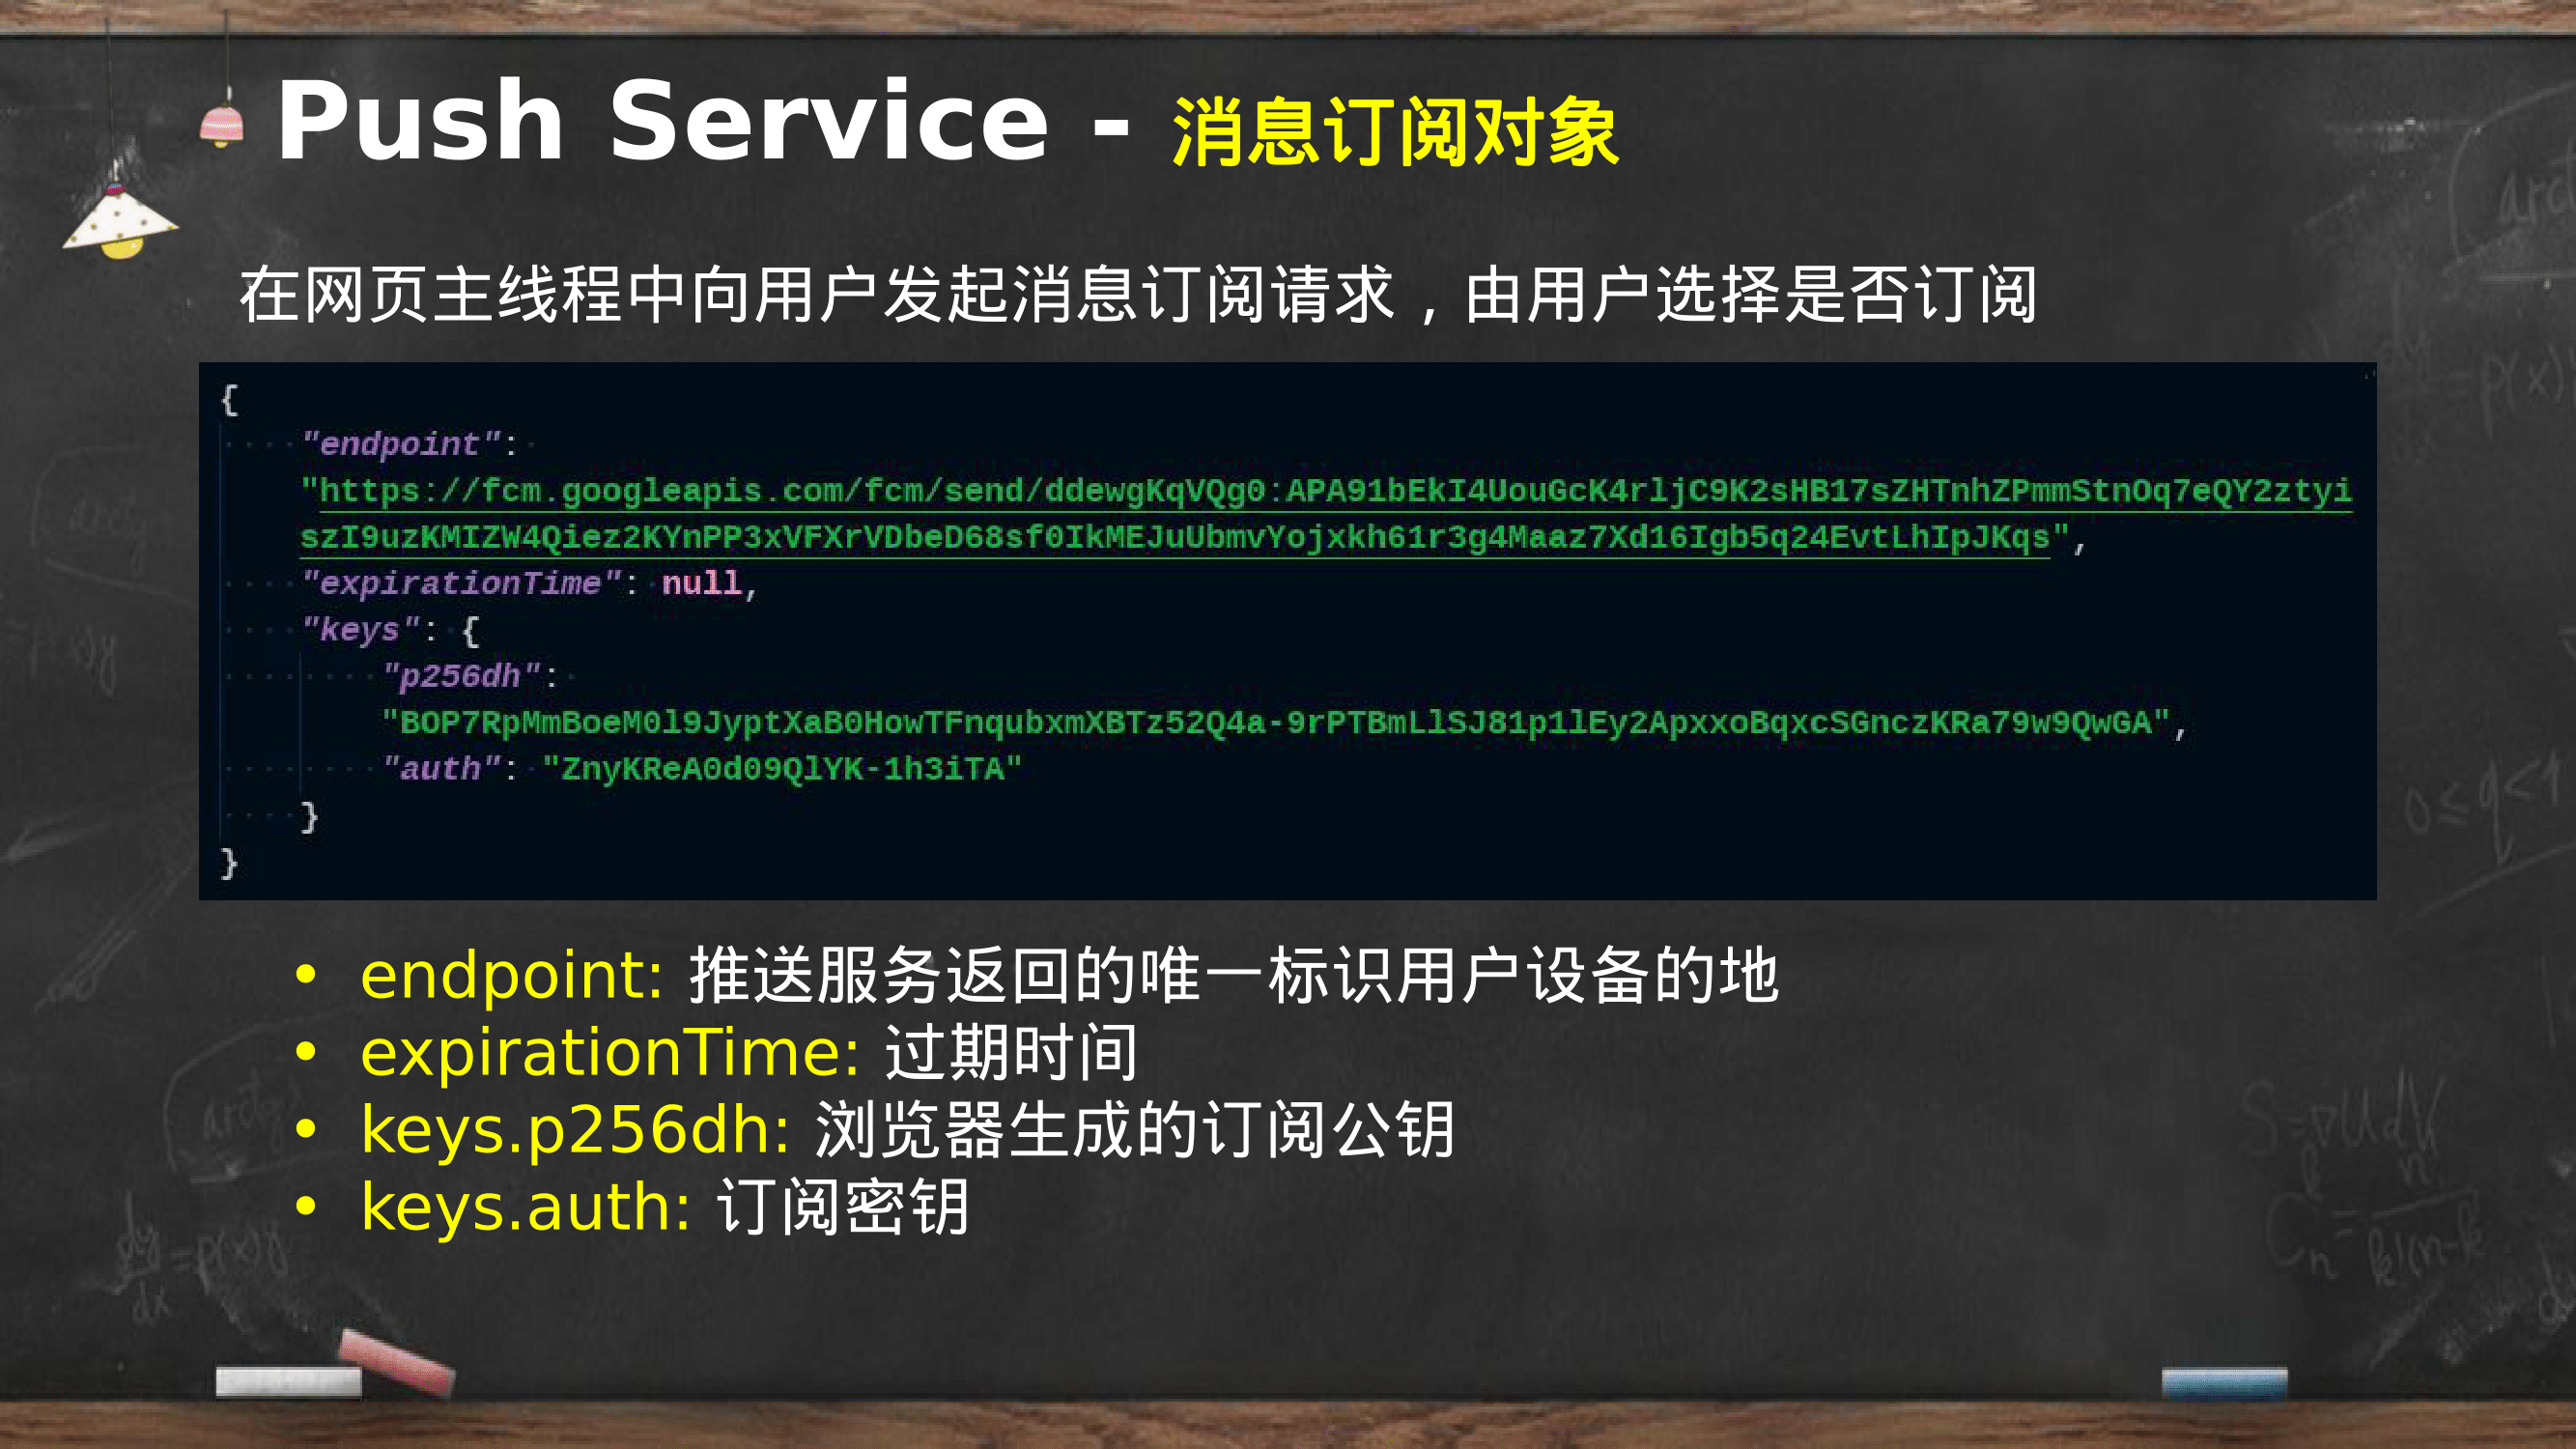 Push Service - 消息订阅对象
在网页主线程中向用户发起消息订阅请求，由用户选择是否订阅
{
"endpoint":
"https://fcm.googleapis.com/fcm/send/ddewgKqVQg0:APA91bEkI4UouGcK4rljC9K2sHB17sZHTnhZPmmStnOq7eQY2ztyi
szI9uzKMIZW4Qiez2KYnPP3xVFXrVDbeD68sf0IkMEJuUbmvYojxkh61r3g4Maaz7Xd16Igb5q24EvtLhIpJKqs",
"expirationTime": null,
"keys": {
"p256dh":
"BOP7RpMmBoeM0l9JyptXaB0HowTFnqubxmXBTz52Q4a-9rPTBmLlSJ81p1lEy2ApxxoBqxcSGnczKRa79w9QwGA",
"auth": "ZnyKReA0d09QlYK-1h3iTA"
}
}
• endpoint: 推送服务返回的唯一标识用户设备的地
• expirationTime: 过期时间
• keys.p256dh: 浏览器生成的订阅公钥
• keys.auth: 订阅密钥